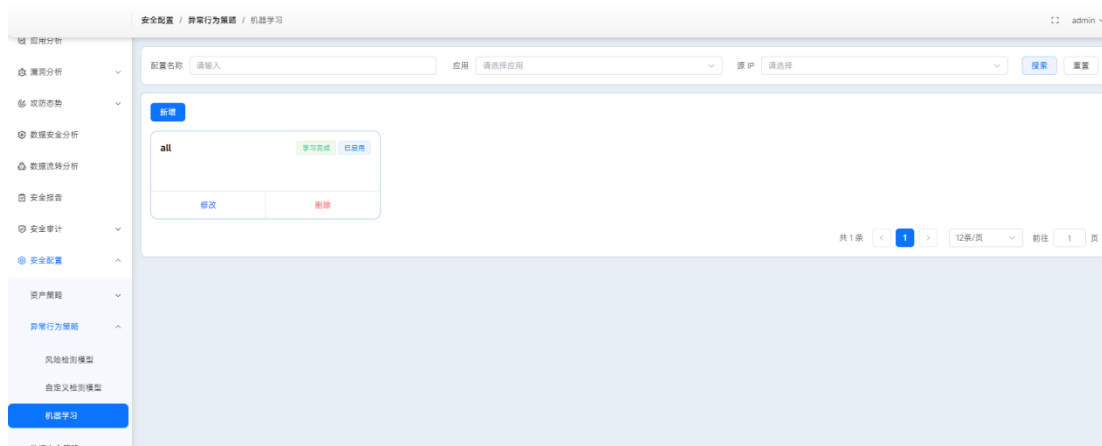 安全配置 / 异常行为策略 / 机器学习
admin
应用分析
漏洞分析
攻防态势
数据安全分析
数据流转分析
安全报告
安全审计
安全配置
资产策略
异常行为策略
风险检测模型
自定义检测模型
机器学习
配置名称 请输入 应用 请选择应用 源 IP 请选择 搜索 重置
新增
all 学习完成 已启用
修改 删除
共 1 条 < 1 > 12条/页 前往 1 页